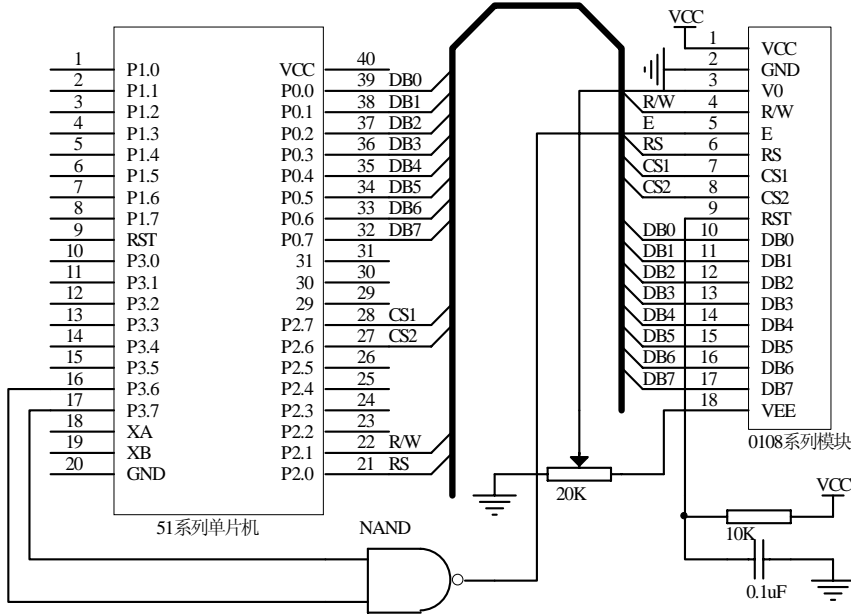 1 P1.0
2 P1.1
3 P1.2
4 P1.3
5 P1.4
6 P1.5
7 P1.6
8 P1.7
9 RST
10 P3.0
11 P3.1
12 P3.2
13 P3.3
14 P3.4
15 P3.5
16 P3.6
17 P3.7
18 XA
19 XB
20 GND
VCC 40
P0.0 39 DB0
P0.1 38 DB1
P0.2 37 DB2
P0.3 36 DB3
P0.4 35 DB4
P0.5 34 DB5
P0.6 33 DB6
P0.7 32 DB7
31 31
30 30
29 29
P2.7 28 CS1
P2.6 27 CS2
P2.5 26
P2.4 25
P2.3 24
P2.2 23
P2.1 22 R/W
P2.0 21 RS
51系列单片机
NAND
VCC
1 VCC
2 GND
3 V0
R/W 4 R/W
E 5 E
RS 6 RS
CS1 7 CS1
CS2 8 CS2
9 RST
DB0 10 DB0
DB1 11 DB1
DB2 12 DB2
DB3 13 DB3
DB4 14 DB4
DB5 15 DB5
DB6 16 DB6
DB7 17 DB7
18 VEE
0108系列模块
20K
VCC
10K
0.1uF